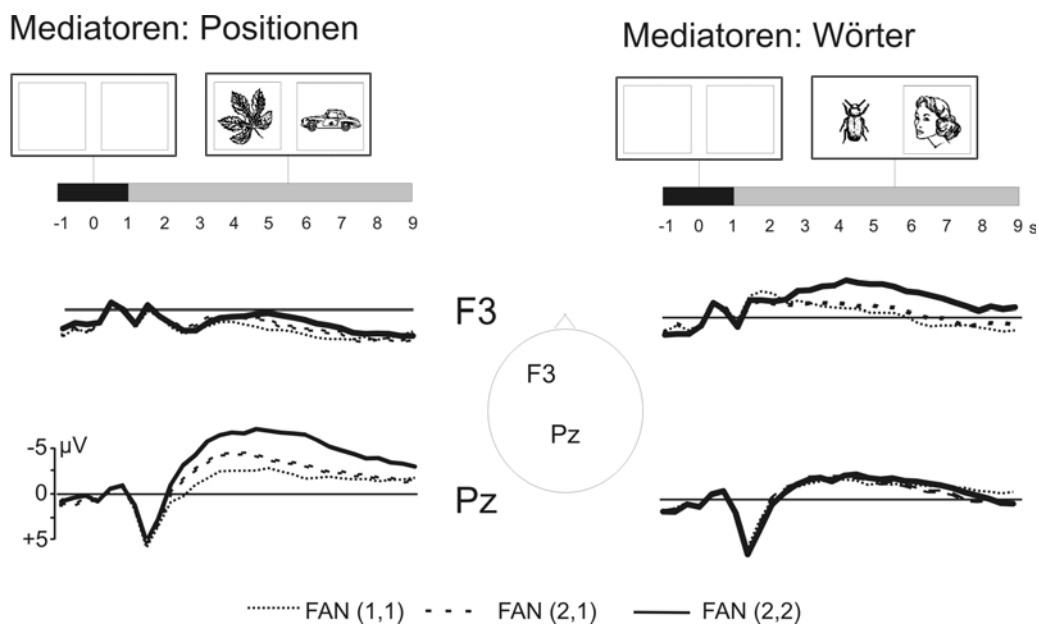 Mediatoren: Positionen
Mediatoren: Wörter
-1 0 1 2 3 4 5 6 7 8 9
-1 0 1 2 3 4 5 6 7 8 9 s
F3
F3
Pz
-5 µV
0
+5
Pz
FAN (1,1) FAN (2,1) FAN (2,2)